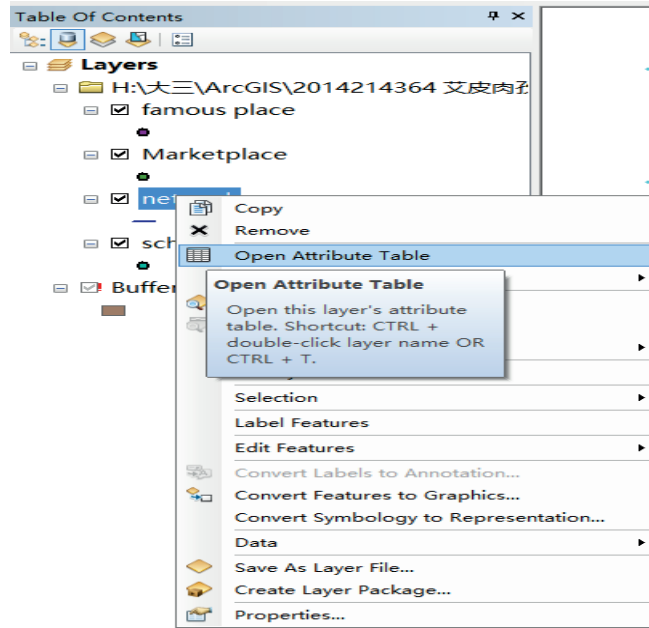 Table Of Contents
Layers
H:\大三\ArcGIS\2014214364 艾皮肉孜
famous place
Marketplace
Copy
Remove
Open Attribute Table
Open Attribute Table
Open this layer's attribute
table. Shortcut: CTRL +
double-click layer name OR
CTRL + T.
Selection
Label Features
Edit Features
Convert Labels to Annotation...
Convert Features to Graphics...
Convert Symbology to Representation...
Data
Save As Layer File...
Create Layer Package...
Properties...